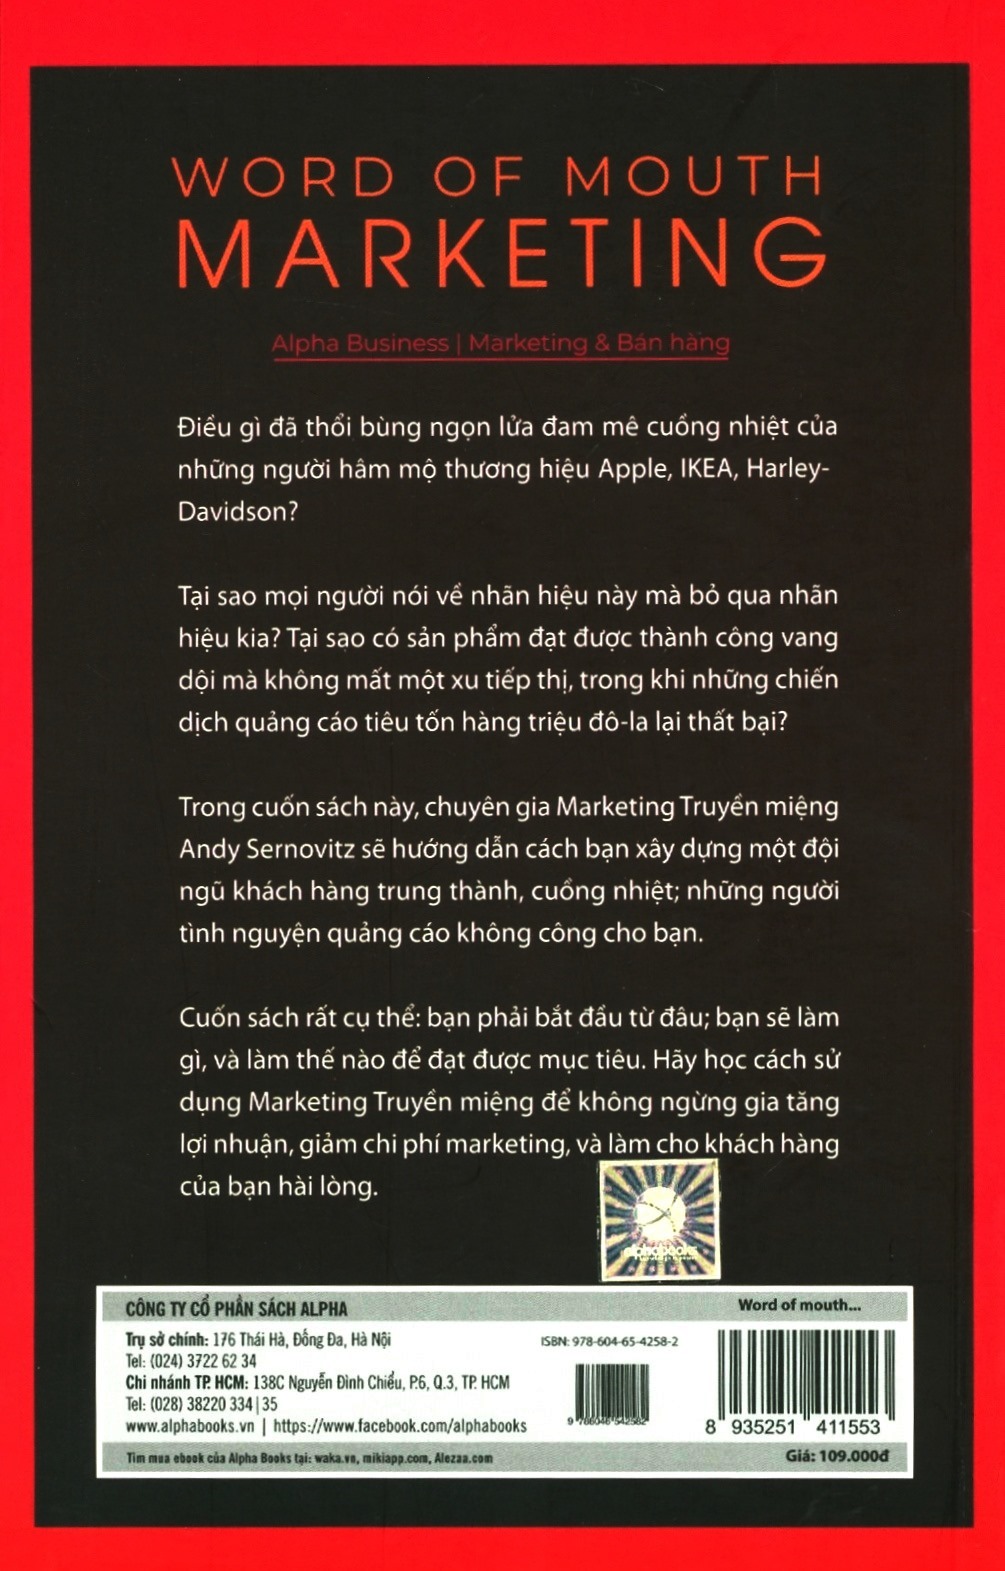 WORD OF MOUTH
MARKETING
Alpha Business | Marketing & Bán hàng
Điều gì đã thổi bùng ngọn lửa đam mê cuồng nhiệt của
những người hâm mộ thương hiệu Apple, IKEA, Harley-
Davidson?
Tại sao mọi người nói về nhãn hiệu này mà bỏ qua nhãn
hiệu kia? Tại sao có sản phẩm đạt được thành công vang
dội mà không mất một xu tiếp thị, trong khi những chiến
dịch quảng cáo tiêu tốn hàng triệu đô-la lại thất bại?
Trong cuốn sách này, chuyên gia Marketing Truyền miệng
Andy Sernovitz sẽ hướng dẫn cách bạn xây dựng một đội
ngũ khách hàng trung thành, cuồng nhiệt; những người
tình nguyện quảng cáo không công cho bạn.
Cuốn sách rất cụ thể: bạn phải bắt đầu từ đâu; bạn sẽ làm
gì, và làm thế nào để đạt được mục tiêu. Hãy học cách sử
dụng Marketing Truyền miệng để không ngừng gia tăng
lợi nhuận, giảm chi phí marketing, và làm cho khách hàng
của bạn hài lòng.
alphabooks
CÔNG TY CỔ PHẦN SÁCH ALPHA
Word of mouth...
Trụ sở chính: 176 Thái Hà, Đống Đa, Hà Nội
Tel: (024) 3722 62 34
Chi nhánh TP. HCM: 138C Nguyễn Đình Chiểu, P.6, Q.3, TP. HCM
Tel: (028) 38220 334 | 35
www.alphabooks.vn | https://www.facebook.com/alphabooks
ISBN: 978-604-65-4258-2
9 786046 542582
8 935251 411553
Tìm mua ebook của Alpha Books tại: waka.vn, mikiapp.com, Alezaa.com
Giá: 109.000đ